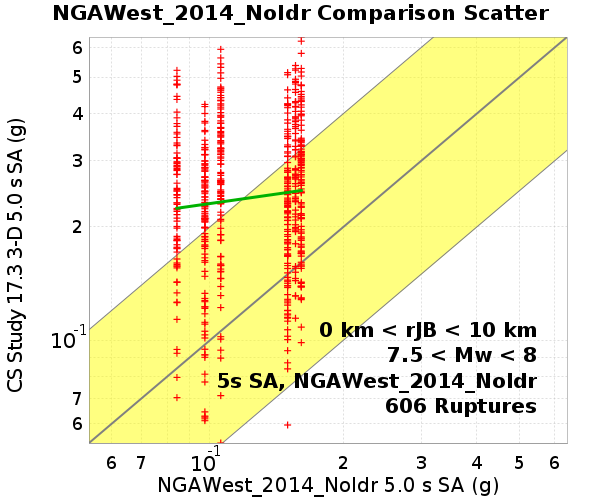 NGAWest_2014_NoIdr Comparison Scatter
CS Study 17.3 3-D 5.0 s SA (g)
6
5
4
3
2
10^-1
7
6
0 km < rJB < 10 km
7.5 < Mw < 8
5s SA, NGAWest_2014_NoIdr
606 Ruptures
6 7 10^-1 2 3 4 5 6
NGAWest_2014_NoIdr 5.0 s SA (g)